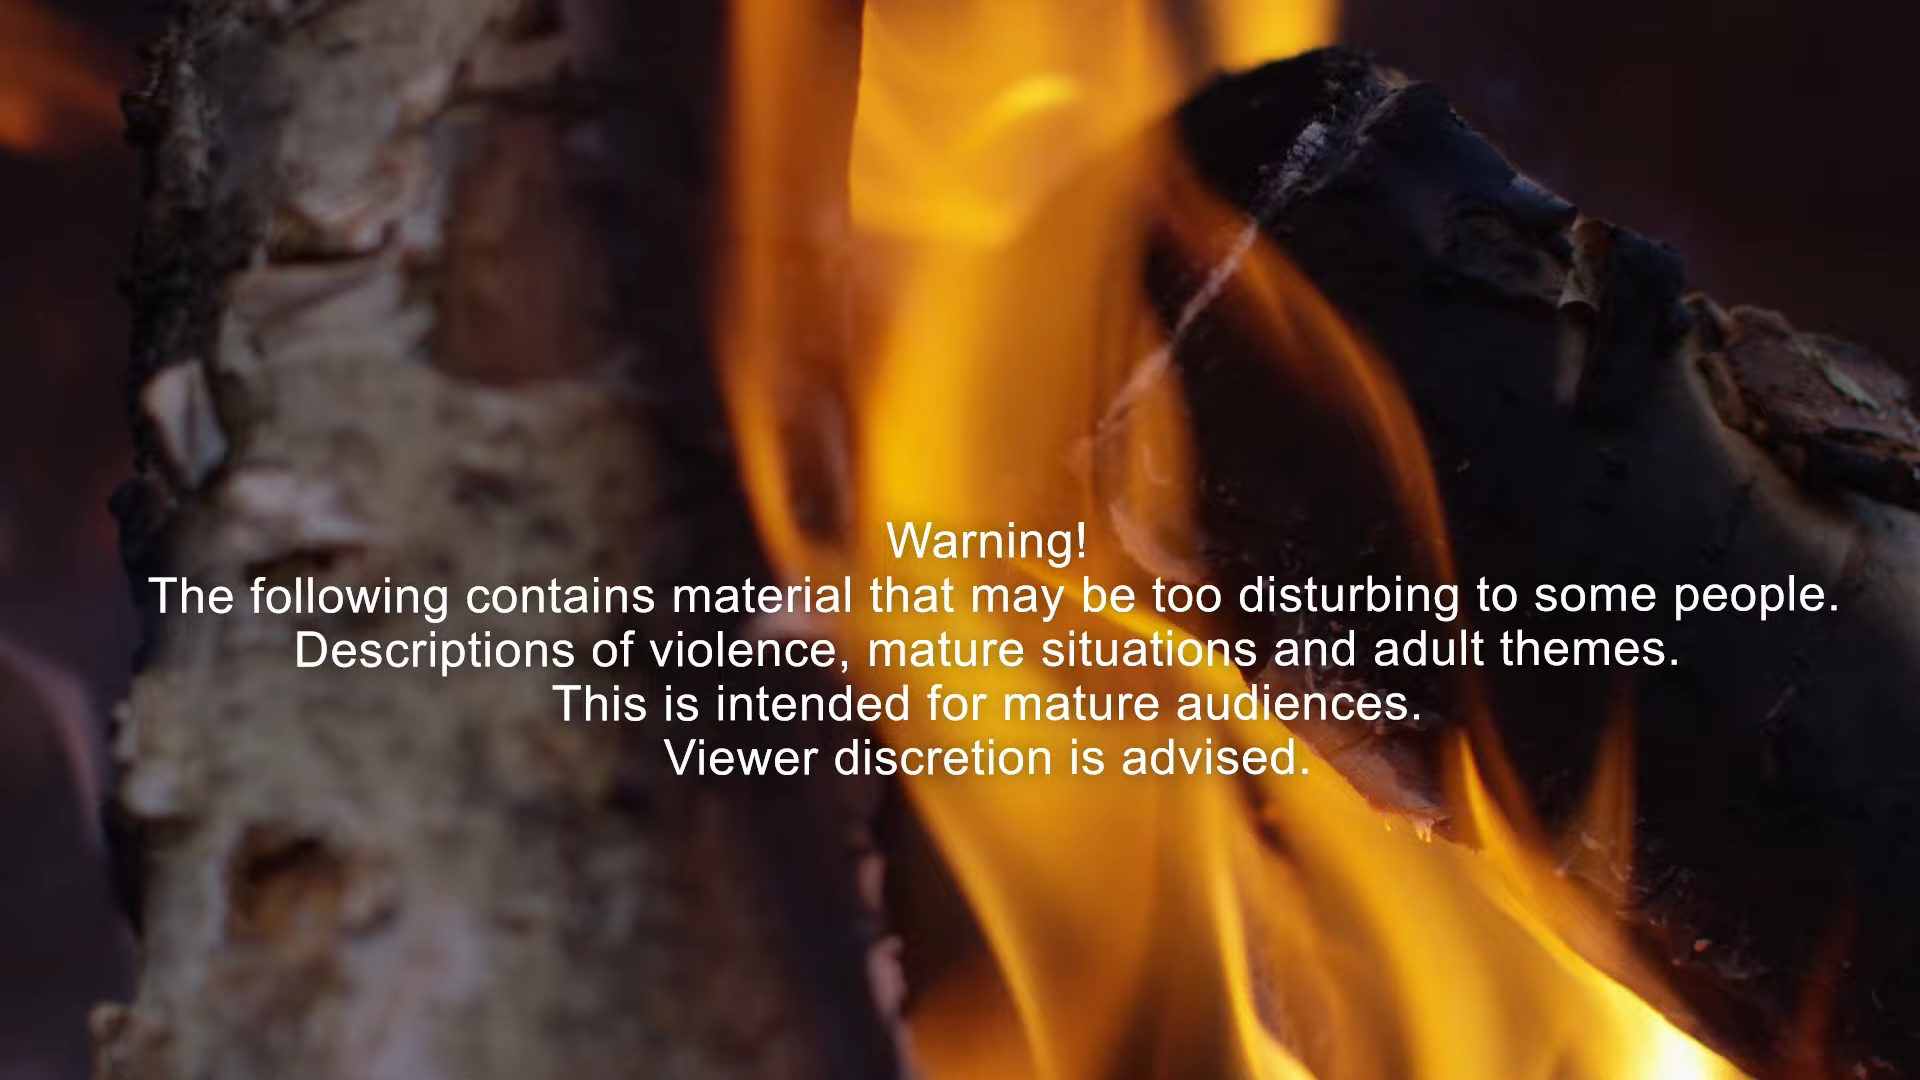 Warning!
The following contains material that may be too disturbing to some people.
Descriptions of violence, mature situations and adult themes.
This is intended for mature audiences.
Viewer discretion is advised.